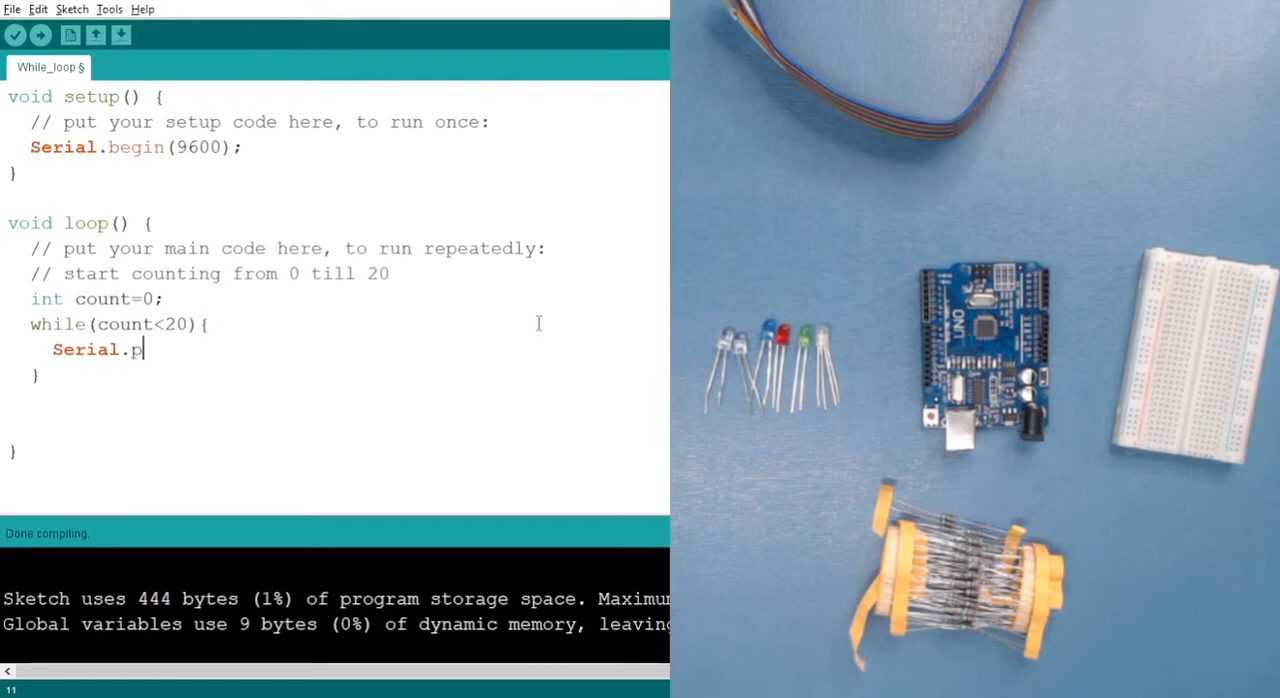 File Edit Sketch Tools Help
While_loop §
void setup() {
// put your setup code here, to run once:
Serial.begin(9600);
}
void loop() {
// put your main code here, to run repeatedly:
// start counting from 0 till 20
int count=0;
while(count<20){
Serial.p
}
}
Done compiling.
Sketch uses 444 bytes (1%) of program storage space. Maximu
Global variables use 9 bytes (0%) of dynamic memory, leaving
11
UNO